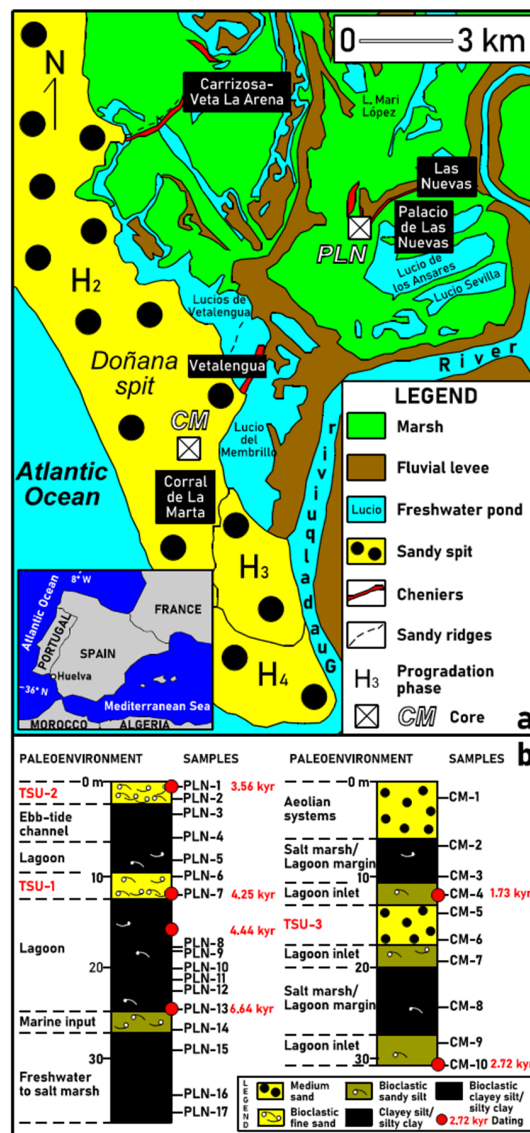 0 3 km
N
Carrizosa-
Veta La Arena
L. Mari
López
Las
Nuevas
Palacio
de Las
Nuevas
PLN
Lucio de
los Ansares
Lucio Sevilla
H2
Lucios de
Vetalengua
Doñana
spit
Vetalengua
River
CM
Lucio
del
Membrillo
Corral
de La
Marta
Atlantic
Ocean
Guadalquivir
H3
H4
LEGEND
Marsh
Fluvial levee
Lucio Freshwater pond
Sandy spit
Cheniers
Sandy ridges
H3 Progradation
phase
CM Core
a
8° W
Atlantic Ocean
FRANCE
PORTUGAL
SPAIN
Huelva
36° N
Mediterranean Sea
MOROCCO ALGERIA
b
PALEOENVIRONMENT SAMPLES
0 m
TSU-2
PLN-1 3.56 kyr
PLN-2
PLN-3
Ebb-tide
channel
PLN-4
Lagoon
PLN-5
10
PLN-6
TSU-1
PLN-7 4,25 kyr
4.44 kyr
PLN-8
PLN-9
Lagoon
20
PLN-10
PLN-11
PLN-12
PLN-13 6.64 kyr
Marine input
PLN-14
PLN-15
30
Freshwater
to salt marsh
PLN-16
PLN-17
PALEOENVIRONMENT SAMPLES
0 m
CM-1
Aeolian
systems
CM-2
Salt marsh/
Lagoon margin
CM-3
10
Lagoon inlet
CM-4 1.73 kyr
CM-5
TSU-3
CM-6
Lagoon inlet
CM-7
20
Salt marsh/
Lagoon margin
CM-8
CM-9
Lagoon inlet
30
CM-10 2.72 kyr
LEGEND
Medium
sand
Bioclastic
sandy silt
Bioclastic
clayey silt/
silty clay
Bioclastic
fine sand
Clayey silt/
silty clay
2,72 kyr Dating